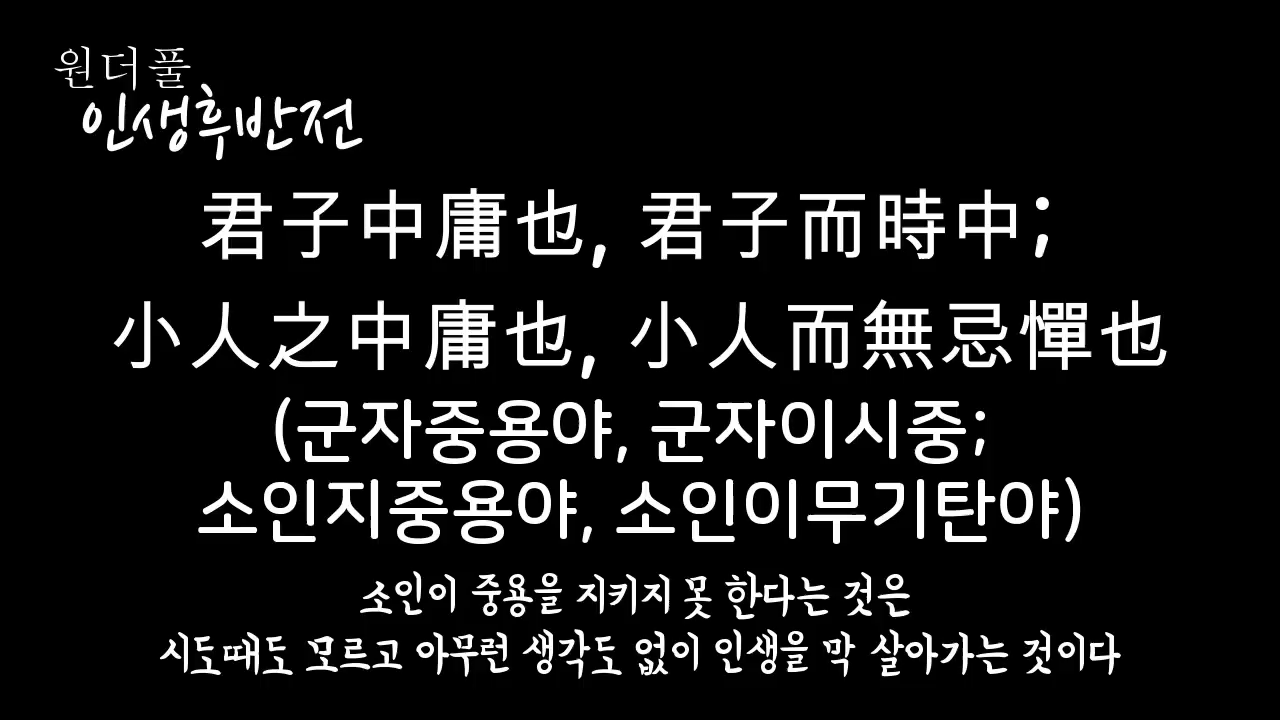 원더풀
인생후반전
君子中庸也, 君子而時中;
小人之中庸也, 小人而無忌憚也
(군자중용야, 군자이시중;
소인지중용야, 소인이무기탄야)
소인이 중용을 지키지 못 한다는 것은
시도때도 모르고 아무런 생각도 없이 인생을 막 살아가는 것이다